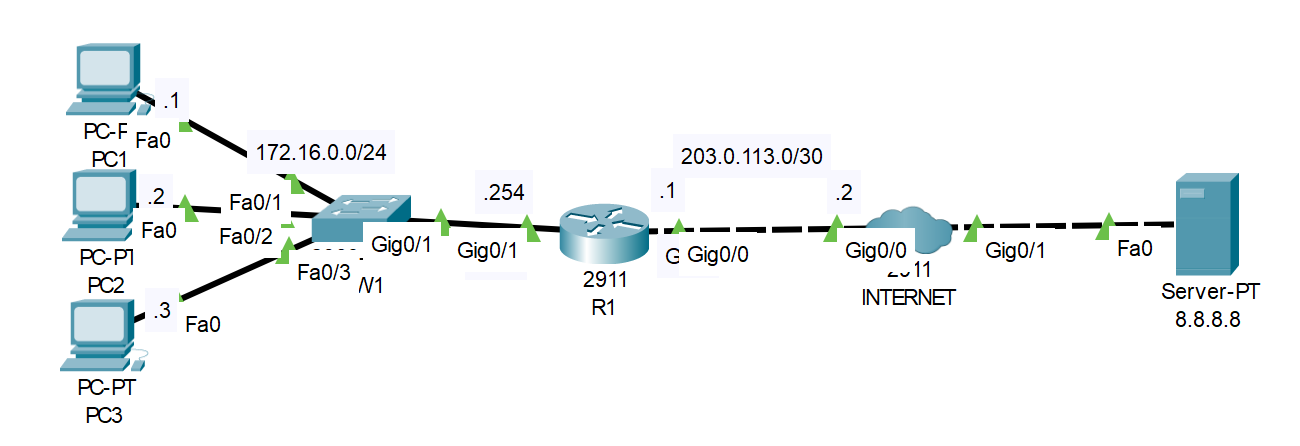 .1
PC-P
Fa0
PC1
172.16.0.0/24
203.0.113.0/30
.2
Fa0/1
.254
.1
.2
Fa0
Fa0/2
Gig0/1
Gig0/1
G
Gig0/0
Gig0/0
Gig0/1
Fa0
PC-PT
PC2
Fa0/3
W1
2911
R1
2911
INTERNET
Server-PT
8.8.8.8
.3
Fa0
PC-PT
PC3